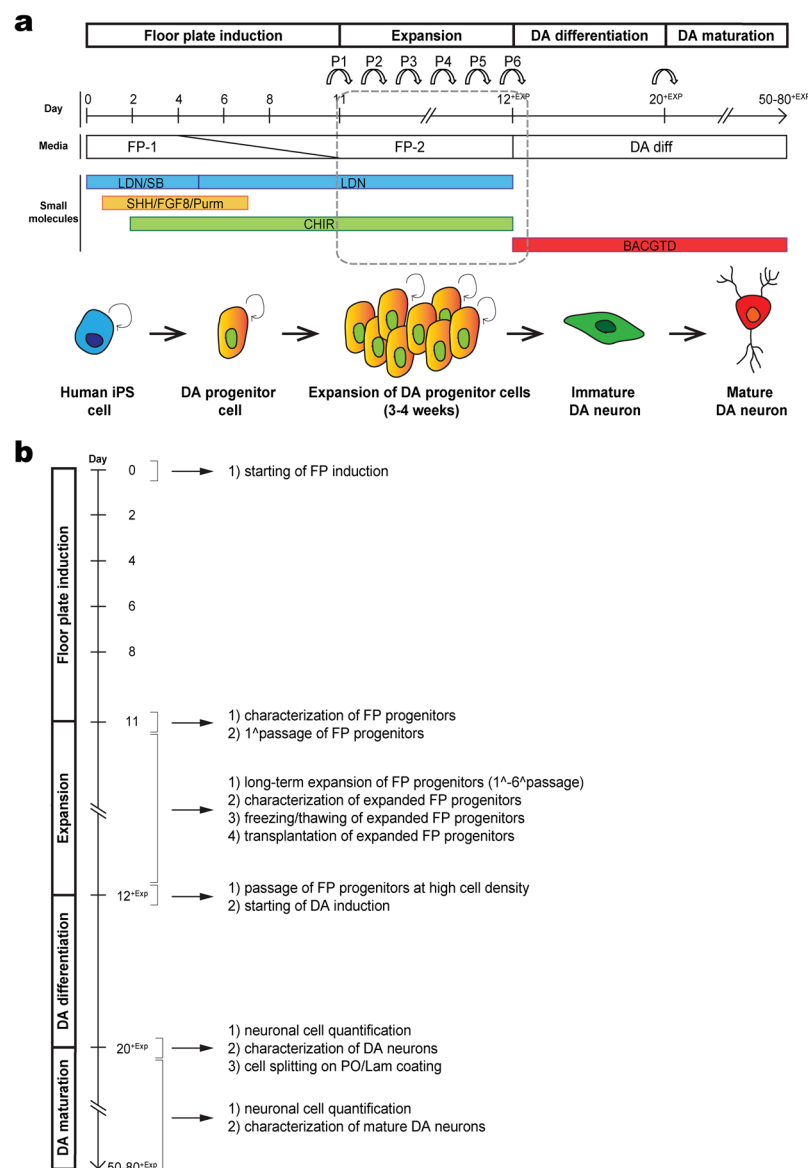 a
Floor plate induction
Expansion
DA differentiation
DA maturation
P1 P2 P3 P4 P5 P6
Day
0 2 4 6 8 11 12+EXP 20+EXP 50-80+EXP
Media
FP-1
FP-2
DA diff
Small
molecules
LDN/SB
LDN
SHH/FGF8/Purm
CHIR
BACGTD
Human iPS
cell
DA progenitor
cell
Expansion of DA progenitor cells
(3-4 weeks)
Immature
DA neuron
Mature
DA neuron
b
Day
Floor plate induction
0
1) starting of FP induction
2
4
6
8
11
1) characterization of FP progenitors
2) 1^passage of FP progenitors
Expansion
1) long-term expansion of FP progenitors (1^-6^passage)
2) characterization of expanded FP progenitors
3) freezing/thawing of expanded FP progenitors
4) transplantation of expanded FP progenitors
12+Exp
1) passage of FP progenitors at high cell density
2) starting of DA induction
DA differentiation
20+Exp
1) neuronal cell quantification
2) characterization of DA neurons
3) cell splitting on PO/Lam coating
DA maturation
1) neuronal cell quantification
2) characterization of mature DA neurons
50-80+Exp